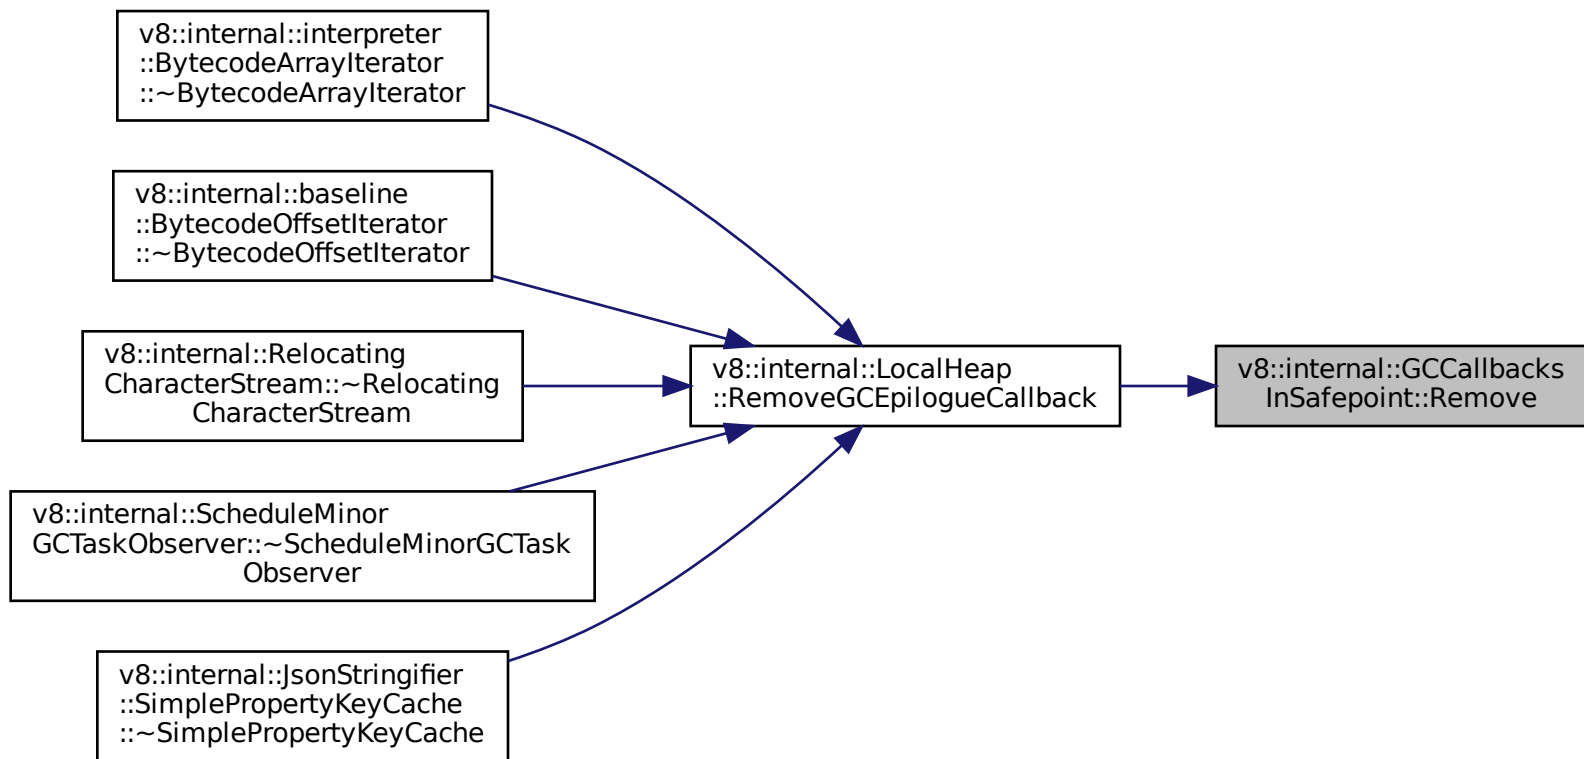 v8::internal::interpreter
::BytecodeArrayIterator
::~BytecodeArrayIterator
v8::internal::baseline
::BytecodeOffsetIterator
::~BytecodeOffsetIterator
v8::internal::Relocating
CharacterStream::~Relocating
CharacterStream
v8::internal::ScheduleMinor
GCTaskObserver::~ScheduleMinorGCTask
Observer
v8::internal::JsonStringifier
::SimplePropertyKeyCache
::~SimplePropertyKeyCache
v8::internal::LocalHeap
::RemoveGCEpilogueCallback
v8::internal::GCCallbacks
InSafepoint::Remove